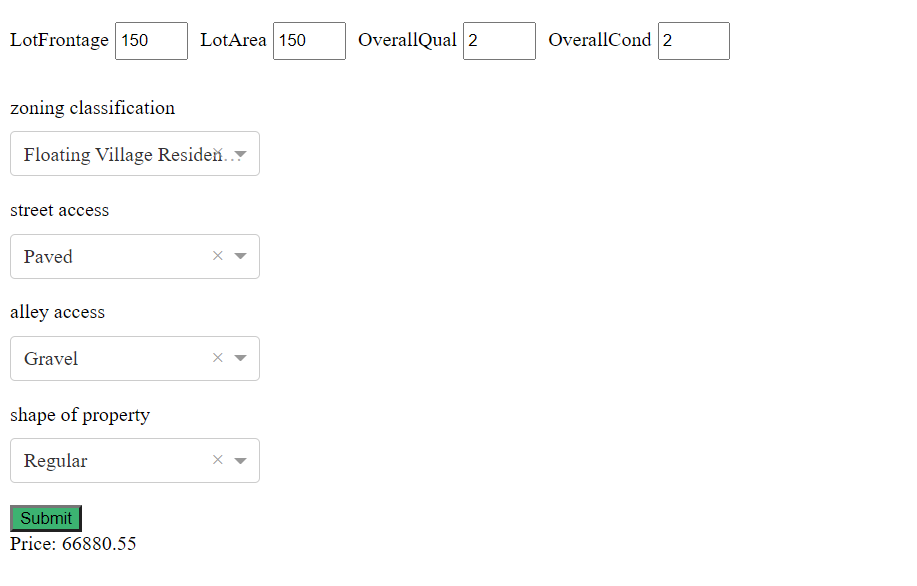 LotFrontage 150 LotArea 150 OverallQual 2 OverallCond 2
zoning classification
Floating Village Residen...
street access
Paved
alley access
Gravel
shape of property
Regular
Submit
Price: 66880.55